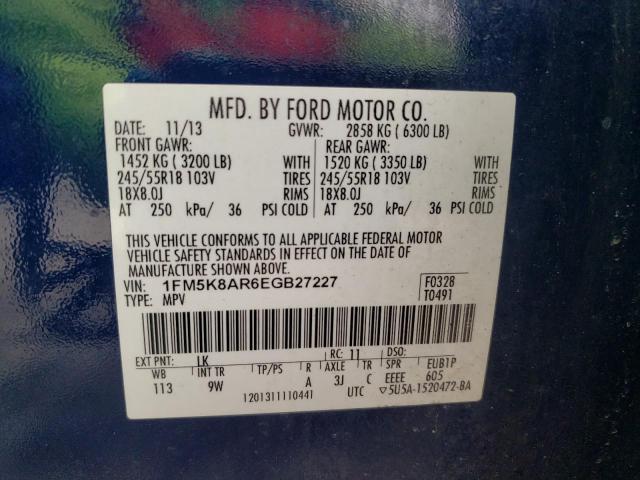 MFD. BY FORD MOTOR CO.
DATE: 11/13 GVWR: 2858 KG ( 6300 LB)
FRONT GAWR: REAR GAWR:
1452 KG ( 3200 LB) WITH 1520 KG ( 3350 LB) WITH
245/55R18 103V TIRES 245/55R18 103V TIRES
18X8.0J RIMS 18X8.0J RIMS
AT 250 kPa/ 36 PSI COLD AT 250 kPa/ 36 PSI COLD
THIS VEHICLE CONFORMS TO ALL APPLICABLE FEDERAL MOTOR
VEHICLE SAFETY STANDARDS IN EFFECT ON THE DATE OF
MANUFACTURE SHOWN ABOVE.
VIN: 1FM5K8AR6EGB27227 F0328
TYPE: MPV T0491
EXT PNT: LK RC: 11 DSO:
WB INT TR TP/PS R AXLE TR SPR EUB1P
113 9W A 3J C EEEE 605
1201311110441 UTC ▽5U5A-1520472-BA